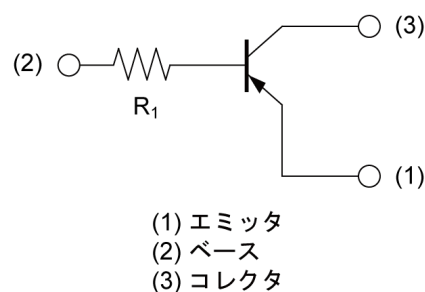 (3)
(2)
R₁
(1)
(1) エミッタ
(2) ベース
(3) コレクタ